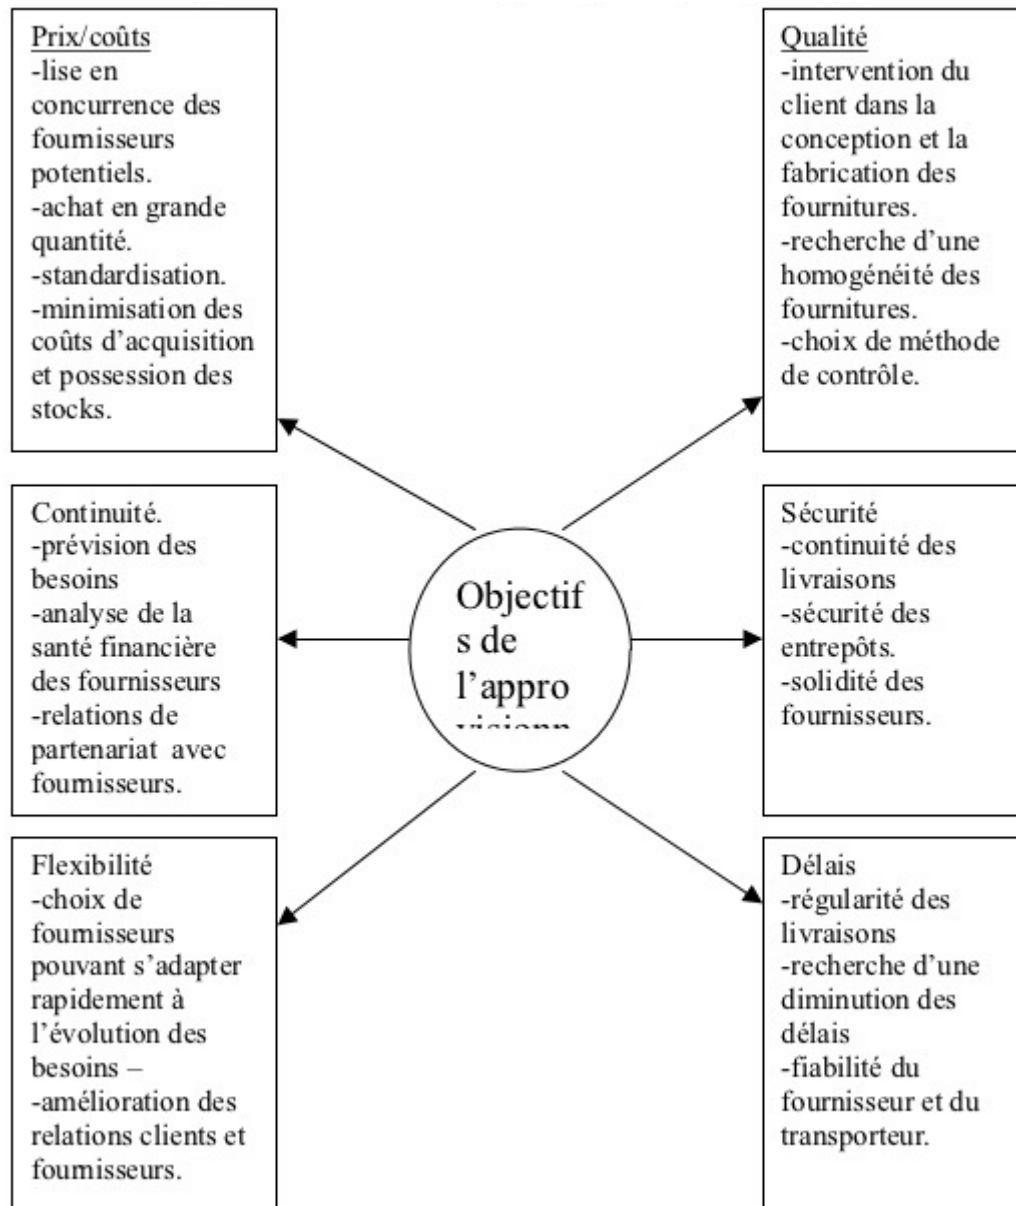 Prix/coûts
-lise en
concurrence des
fournisseurs
potentiels.
-achat en grande
quantité.
-standardisation.
-minimisation des
coûts d'acquisition
et possession des
stocks.
Qualité
-intervention du
client dans la
conception et la
fabrication des
fournitures.
-recherche d'une
homogénéité des
fournitures.
-choix de méthode
de contrôle.
Continuité.
-prévision des
besoins
-analyse de la
santé financière
des fournisseurs
-relations de
partenariat avec
fournisseurs.
Objectif
s de
l'appro
visionn
Sécurité
-continuité des
livraisons
-sécurité des
entrepôts.
-solidité des
fournisseurs.
Flexibilité
-choix de
fournisseurs
pouvant s'adapter
rapidement à
l'évolution des
besoins –
-amélioration des
relations clients et
fournisseurs.
Délais
-régularité des
livraisons
-recherche d'une
diminution des
délais
-fiabilité du
fournisseur et du
transporteur.